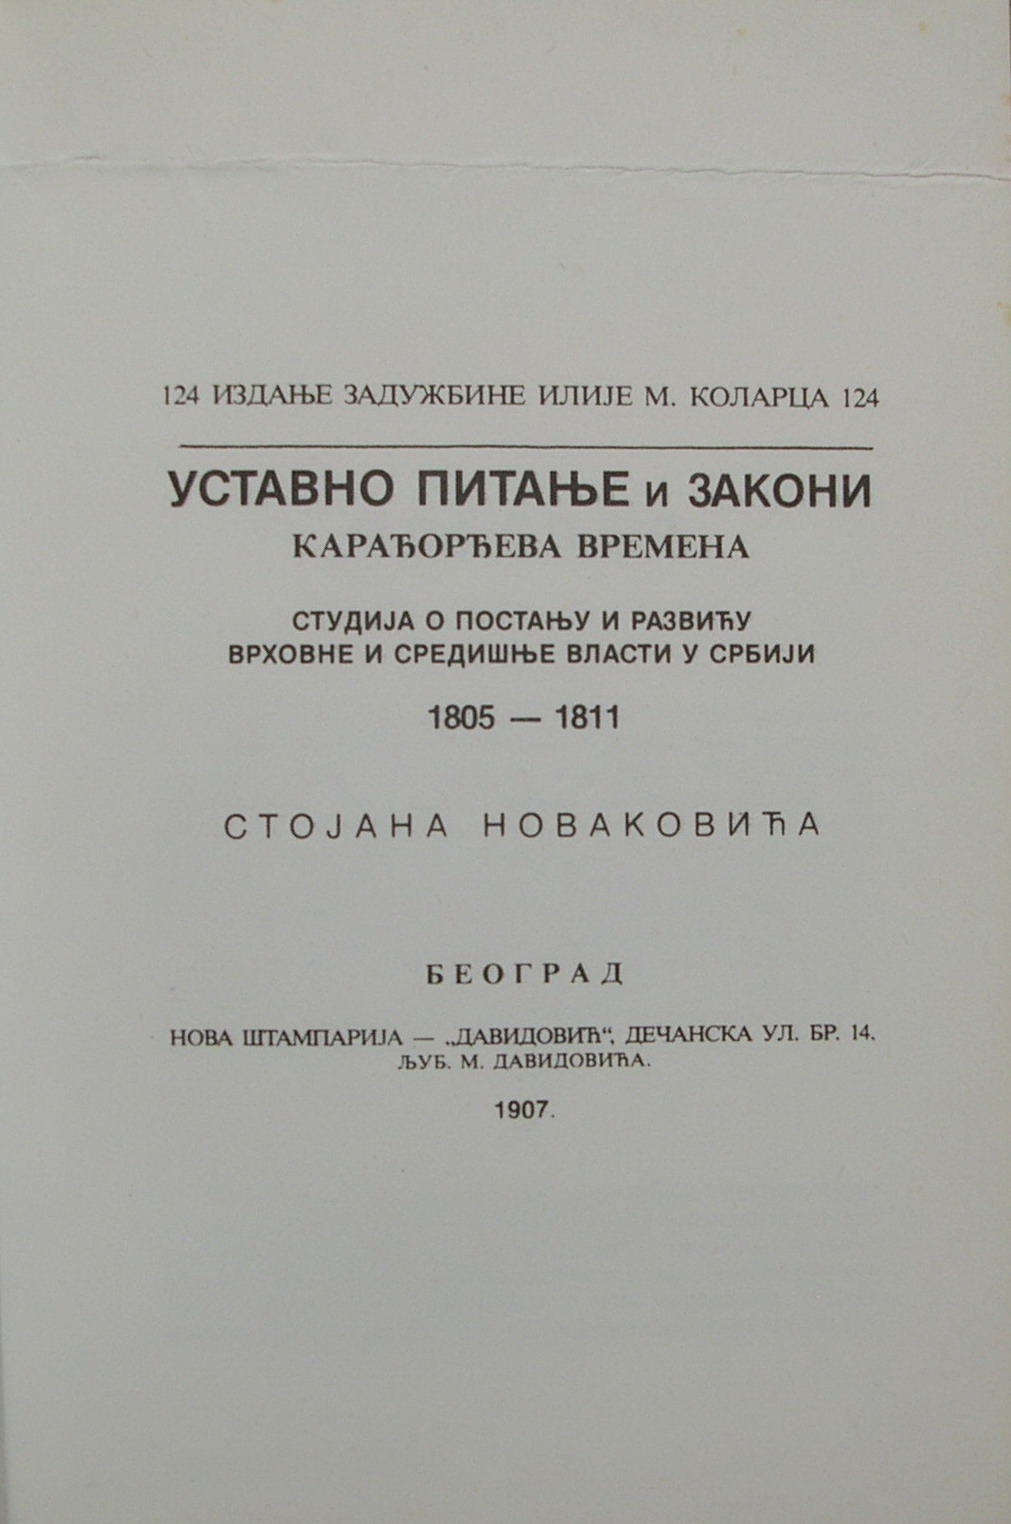 124 ИЗДАЊЕ ЗАДУЖБИНЕ ИЛИЈЕ М. КОЛАРЦА 124
УСТАВНО ПИТАЊЕ и ЗАКОНИ
КАРАЂОРЂЕВА ВРЕМЕНА
СТУДИЈА О ПОСТАЊУ И РАЗВИЋУ
ВРХОВНЕ И СРЕДИШЊЕ ВЛАСТИ У СРБИЈИ
1805 — 1811
СТОЈАНА НОВАКОВИЋА
БЕОГРАД
НОВА ШТАМПАРИЈА — „ДАВИДОВИЋ“, ДЕЧАНСКА УЛ. БР. 14.
ЉУБ. М. ДАВИДОВИЋА.
1907.